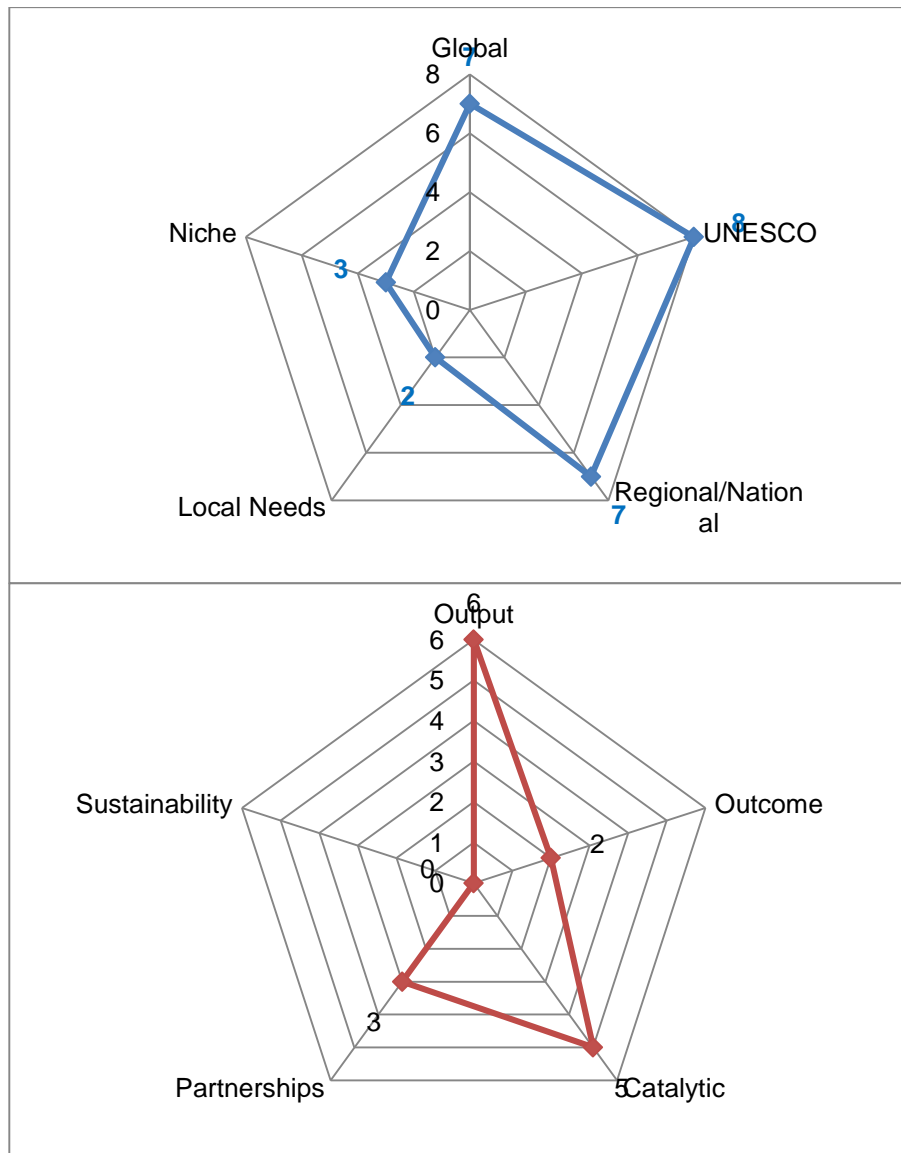 Global
7
8
6
4
2
0
UNESCO
8
Niche
3
2
Local Needs
Regional/Nation
al
7
Output
6
6
5
4
3
2
1
0
0
Sustainability
Outcome
2
3
Partnerships
Catalytic
5